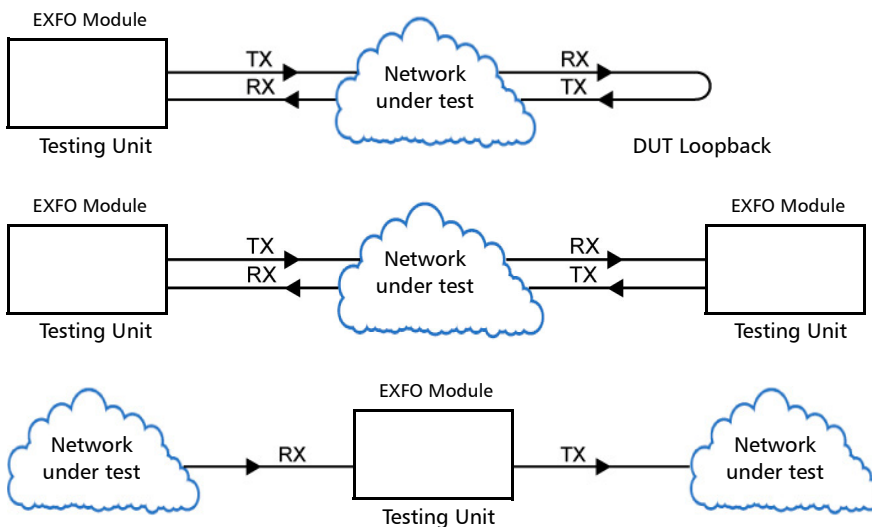 EXFO Module
TX
RX
Network
under test
RX
TX
Testing Unit
DUT Loopback
EXFO Module
EXFO Module
TX
RX
Network
under test
RX
TX
Testing Unit
Testing Unit
EXFO Module
Network
under test
RX
TX
Network
under test
Testing Unit